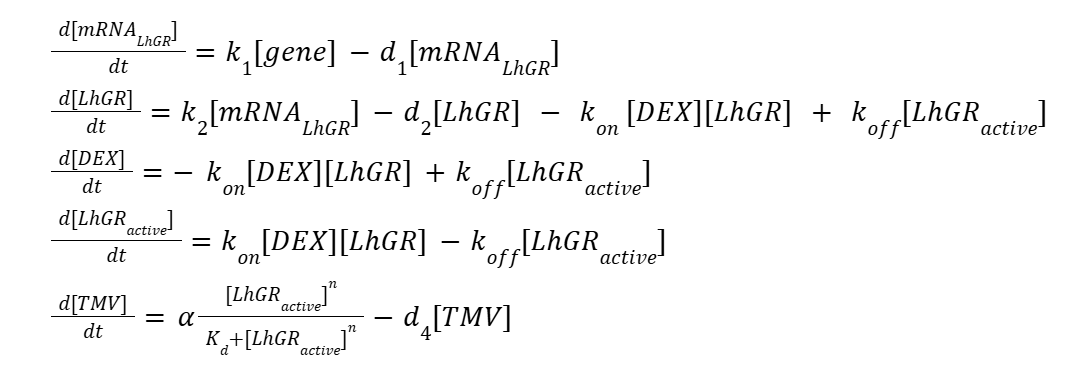 d[mRNA_LhGR]/dt = k_1[gene] − d_1[mRNA_LhGR]
d[LhGR]/dt = k_2[mRNA_LhGR] − d_2[LhGR] − k_on [DEX][LhGR] + k_off[LhGR_active]
d[DEX]/dt = − k_on[DEX][LhGR] + k_off[LhGR_active]
d[LhGR_active]/dt = k_on[DEX][LhGR] − k_off[LhGR_active]
d[TMV]/dt = α [LhGR_active]^n/(K_d+[LhGR_active]^n) − d_4[TMV]